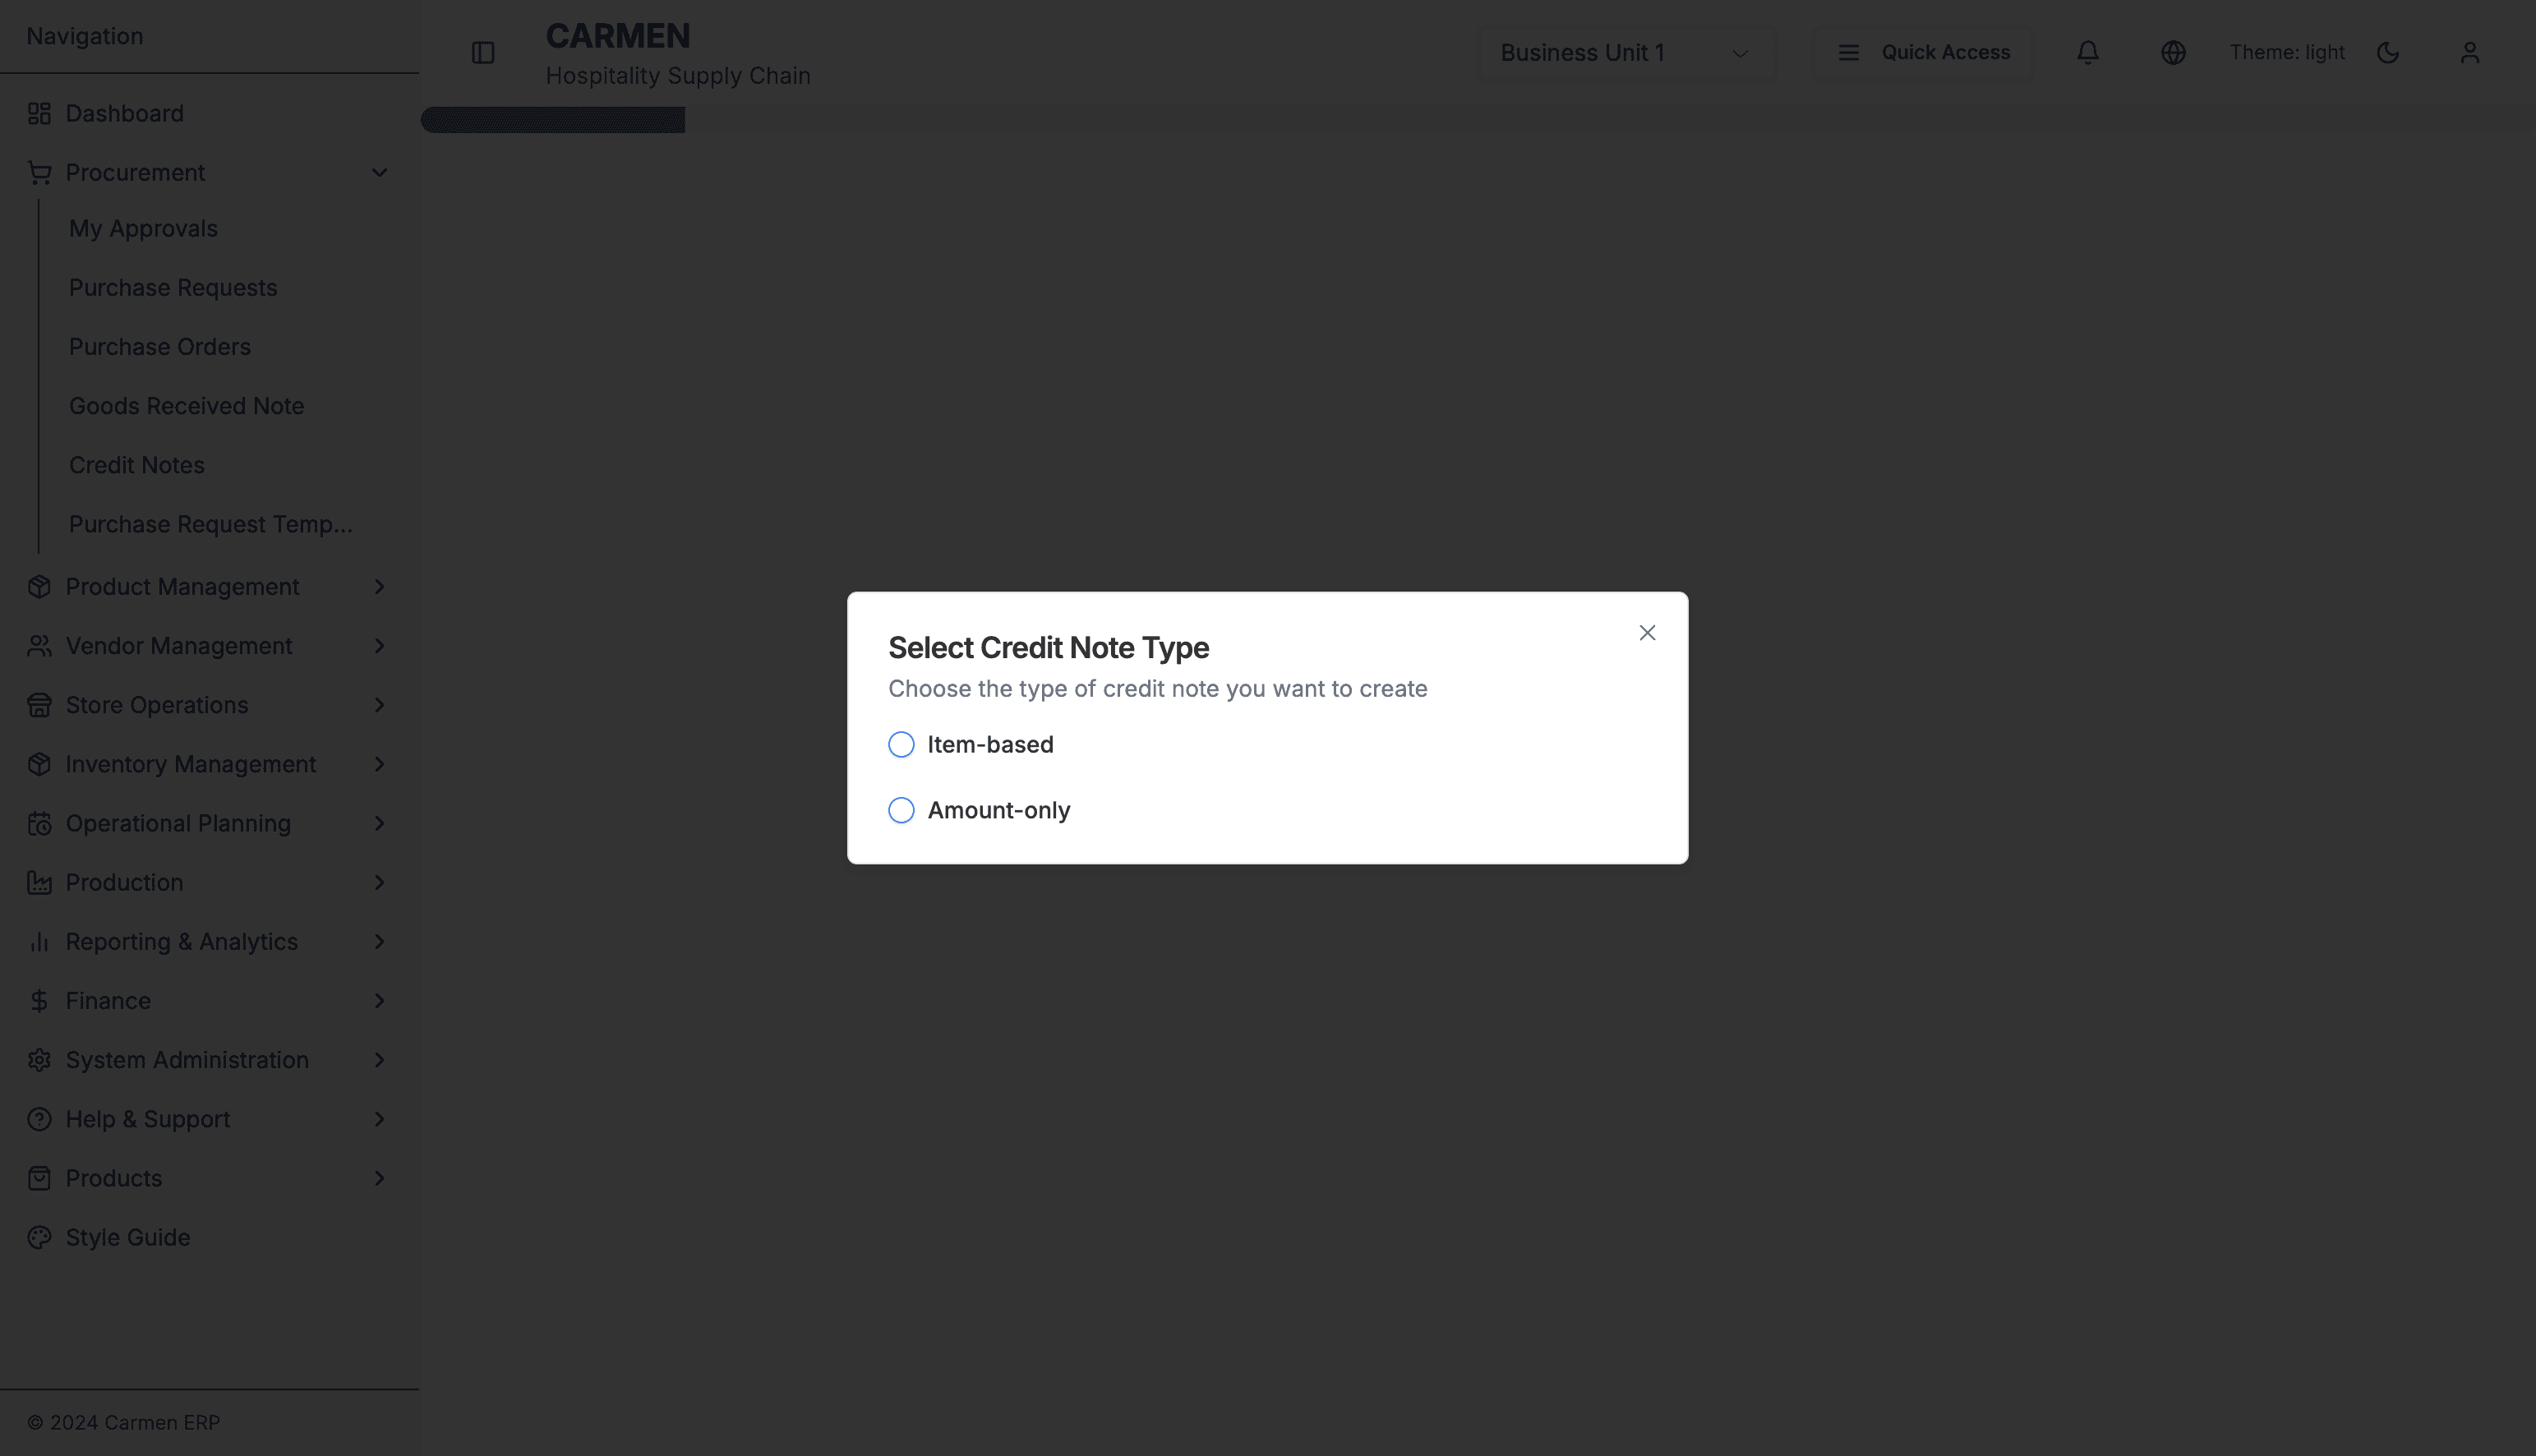 Navigation
CARMEN
Hospitality Supply Chain
Business Unit 1
Quick Access
Theme: light
Dashboard
Procurement
My Approvals
Purchase Requests
Purchase Orders
Goods Received Note
Credit Notes
Purchase Request Temp...
Product Management
Vendor Management
Store Operations
Inventory Management
Operational Planning
Production
Reporting & Analytics
Finance
System Administration
Help & Support
Products
Style Guide
© 2024 Carmen ERP
Select Credit Note Type
Choose the type of credit note you want to create
Item-based
Amount-only